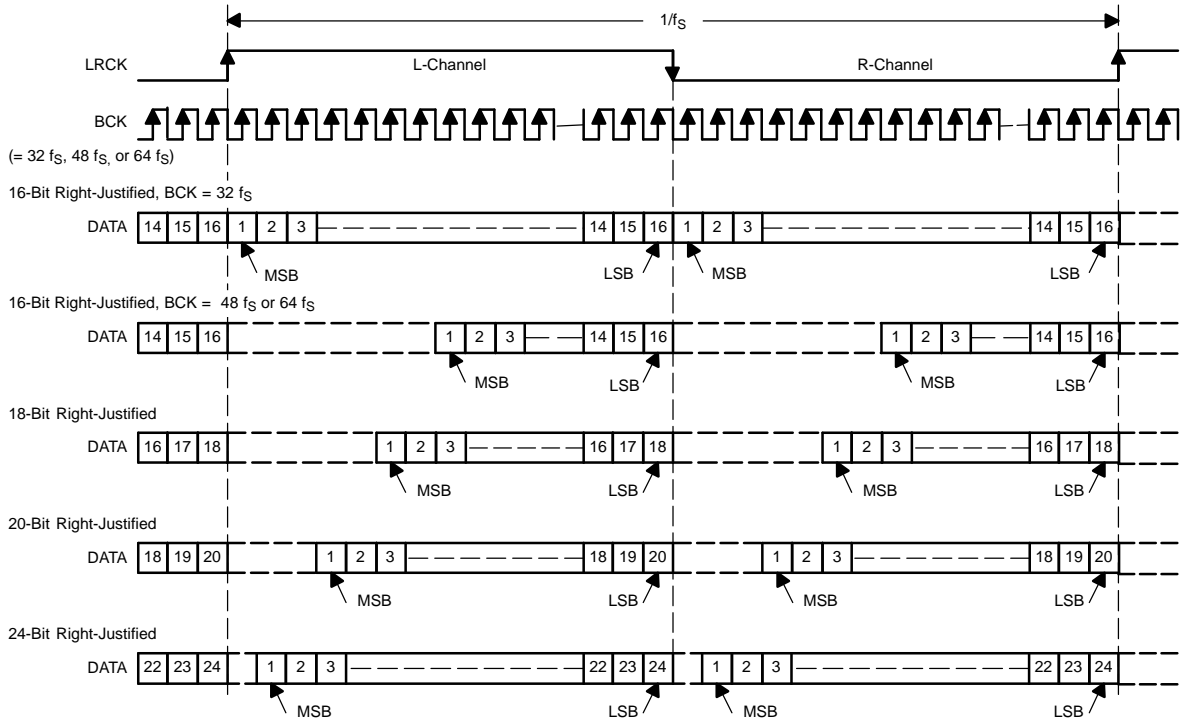 1/fS
LRCK
L-Channel
R-Channel
BCK
(= 32 fS, 48 fS, or 64 fS)
16-Bit Right-Justified, BCK = 32 fS
DATA 14 15 16 1 2 3 14 15 16 1 2 3 14 15 16
MSB LSB MSB LSB
16-Bit Right-Justified, BCK = 48 fS or 64 fS
DATA 14 15 16 1 2 3 14 15 16 1 2 3 14 15 16
MSB LSB MSB LSB
18-Bit Right-Justified
DATA 16 17 18 1 2 3 16 17 18 1 2 3 16 17 18
MSB LSB MSB LSB
20-Bit Right-Justified
DATA 18 19 20 1 2 3 18 19 20 1 2 3 18 19 20
MSB LSB MSB LSB
24-Bit Right-Justified
DATA 22 23 24 1 2 3 22 23 24 1 2 3 22 23 24
MSB LSB MSB LSB